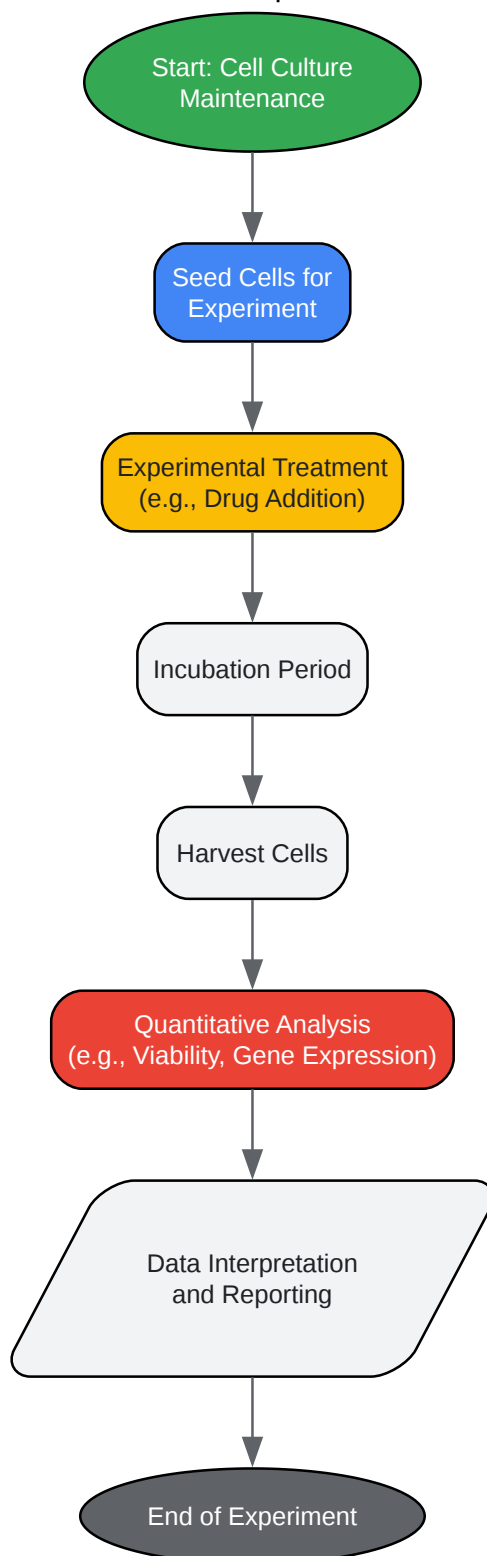 Start: Cell Culture
Maintenance
Seed Cells for
Experiment
Experimental Treatment
(e.g., Drug Addition)
Incubation Period
Harvest Cells
Quantitative Analysis
(e.g., Viability, Gene Expression)
Data Interpretation
and Reporting
End of Experiment